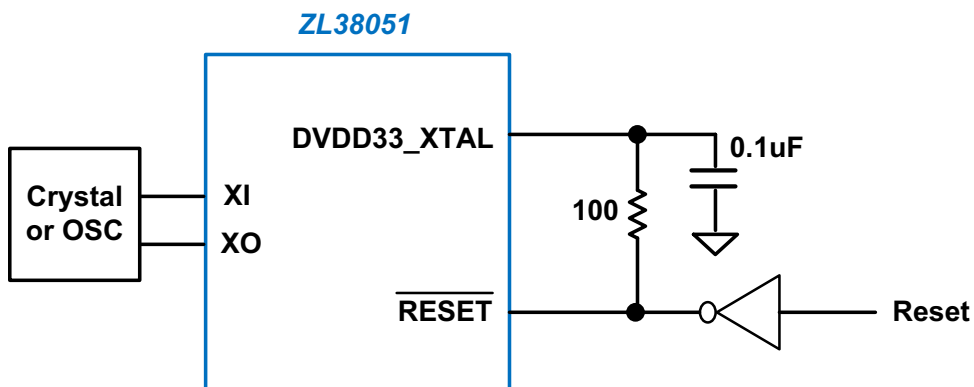 ZL38051
DVDD33_XTAL
0.1uF
Crystal
or OSC
XI
XO
100
RESET
Reset